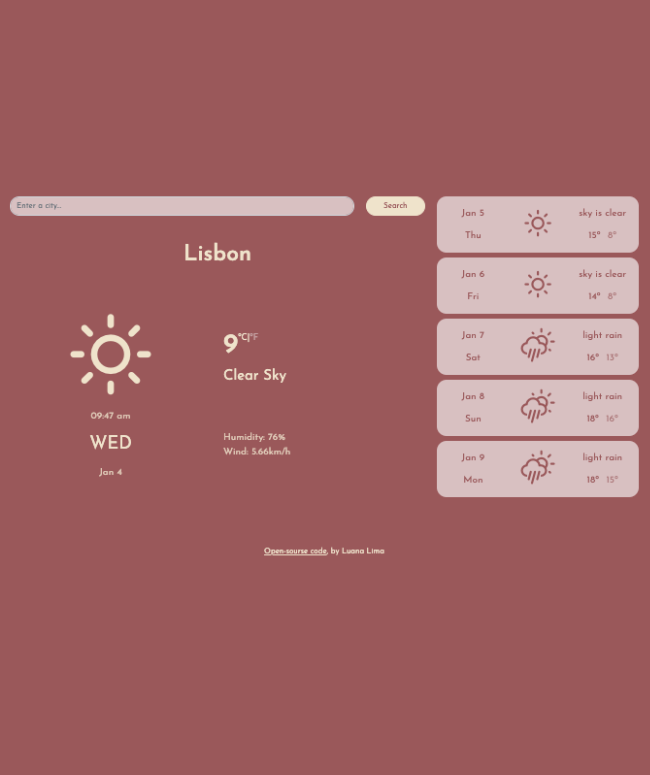 Enter a city...
Search
Lisbon
9°C|°F
Clear Sky
09:47 am
WED
Jan 4
Humidity: 76%
Wind: 5.66km/h
Jan 5
Thu
sky is clear
15° 8°
Jan 6
Fri
sky is clear
14° 8°
Jan 7
Sat
light rain
16° 13°
Jan 8
Sun
light rain
18° 16°
Jan 9
Mon
light rain
18° 15°
Open-sourse code, by Luana Lima